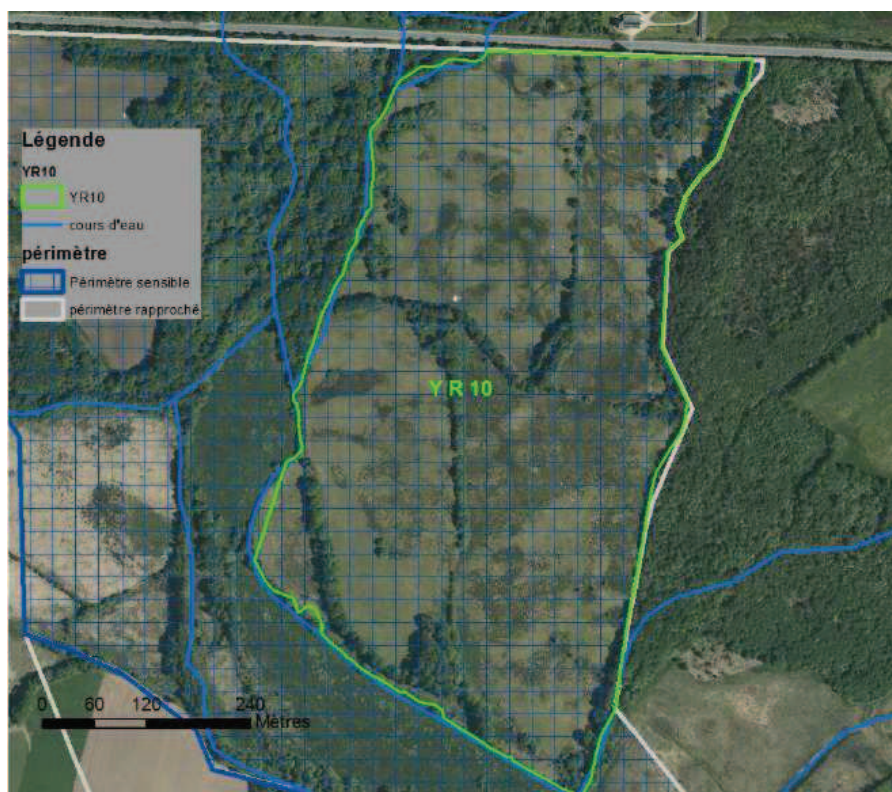 Légende
YR10
YR10
cours d'eau
périmètre
Périmètre sensible
périmètre rapproché
Y R 10
0 60 120 240
Mètres